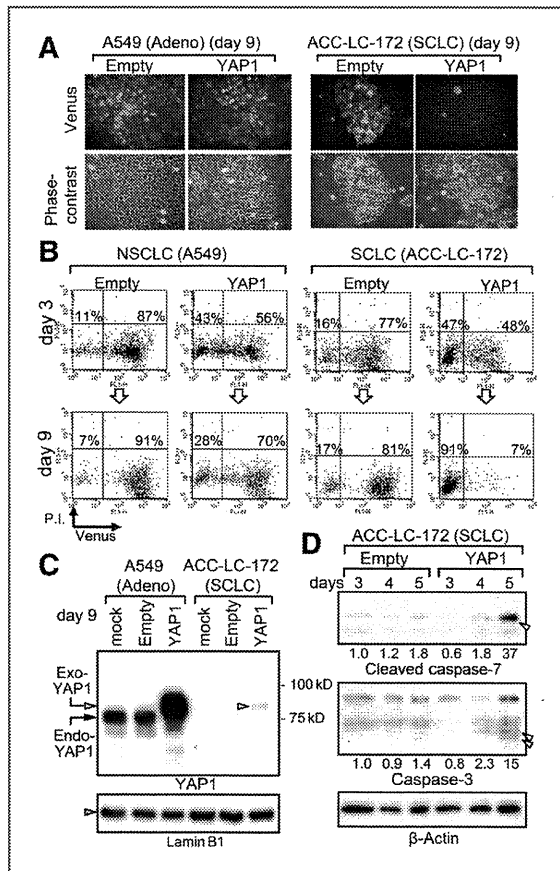 A
A549 (Adeno) (day 9)
ACC-LC-172 (SCLC) (day 9)
Empty YAP1 Empty YAP1
Venus
Phase-
contrast
B
NSCLC (A549)
SCLC (ACC-LC-172)
Empty YAP1 Empty YAP1
day 3
11% 87% 43% 56% 16% 77% 47% 48%
day 9
7% 91% 28% 70% 17% 81% 91% 7%
P.I.
Venus
C
A549
(Adeno)
ACC-LC-172
(SCLC)
day 9
mock Empty YAP1 mock Empty YAP1
Exo-
YAP1
Endo-
YAP1
100 kD
75 kD
YAP1
Lamin B1
D
ACC-LC-172 (SCLC)
Empty YAP1
days 3 4 5 3 4 5
1.0 1.2 1.8 0.6 1.8 37
Cleaved caspase-7
1.0 0.9 1.4 0.8 2.3 15
Caspase-3
β-Actin